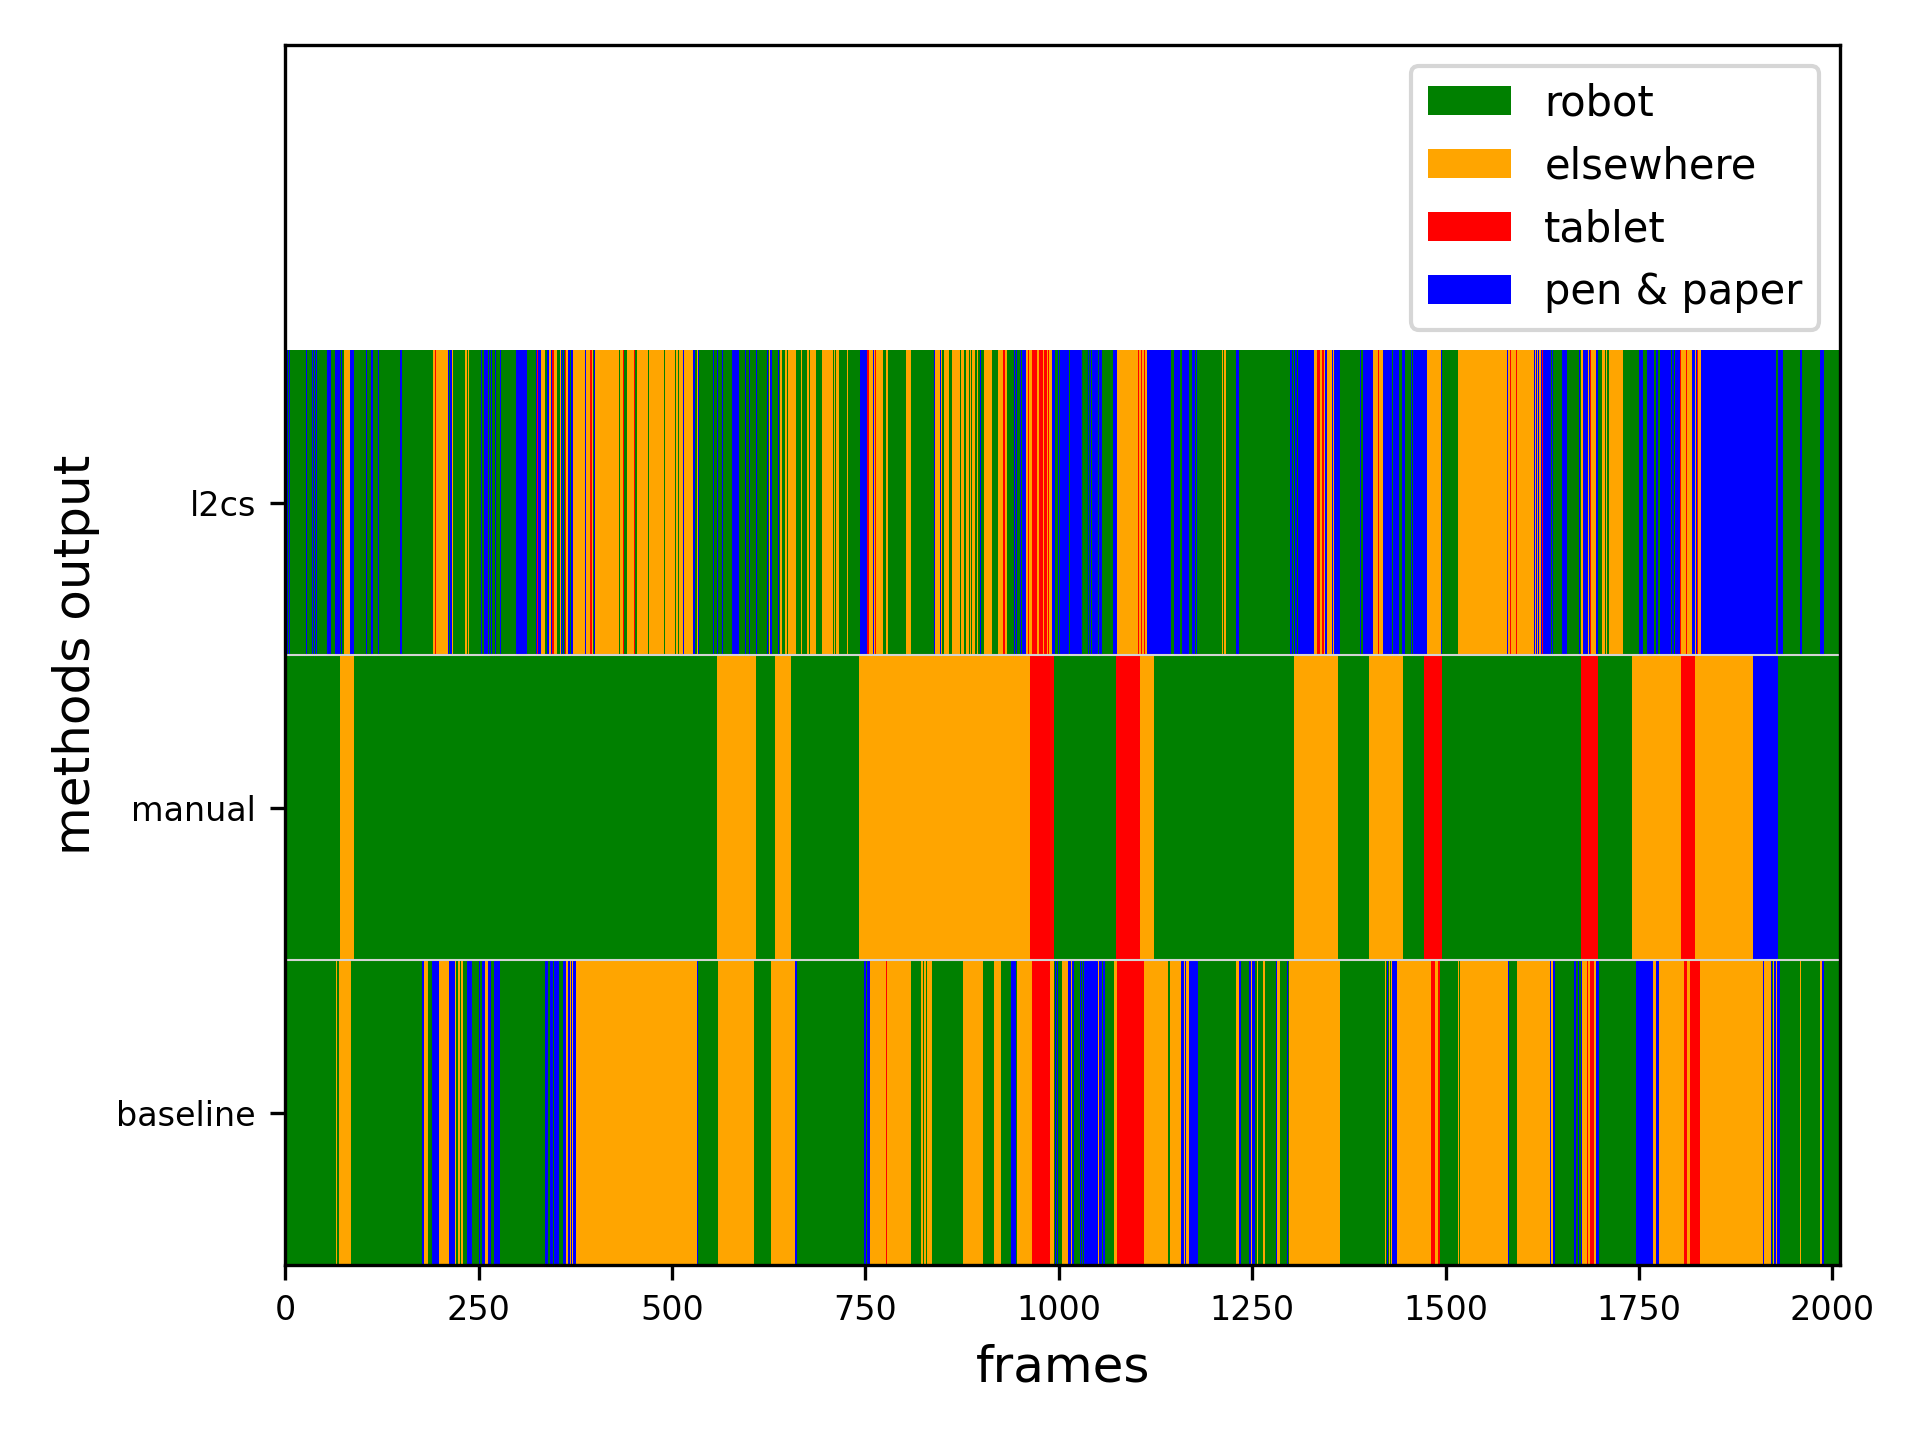 robot
elsewhere
tablet
pen & paper
methods output
l2cs
manual
baseline
0 250 500 750 1000 1250 1500 1750 2000
frames